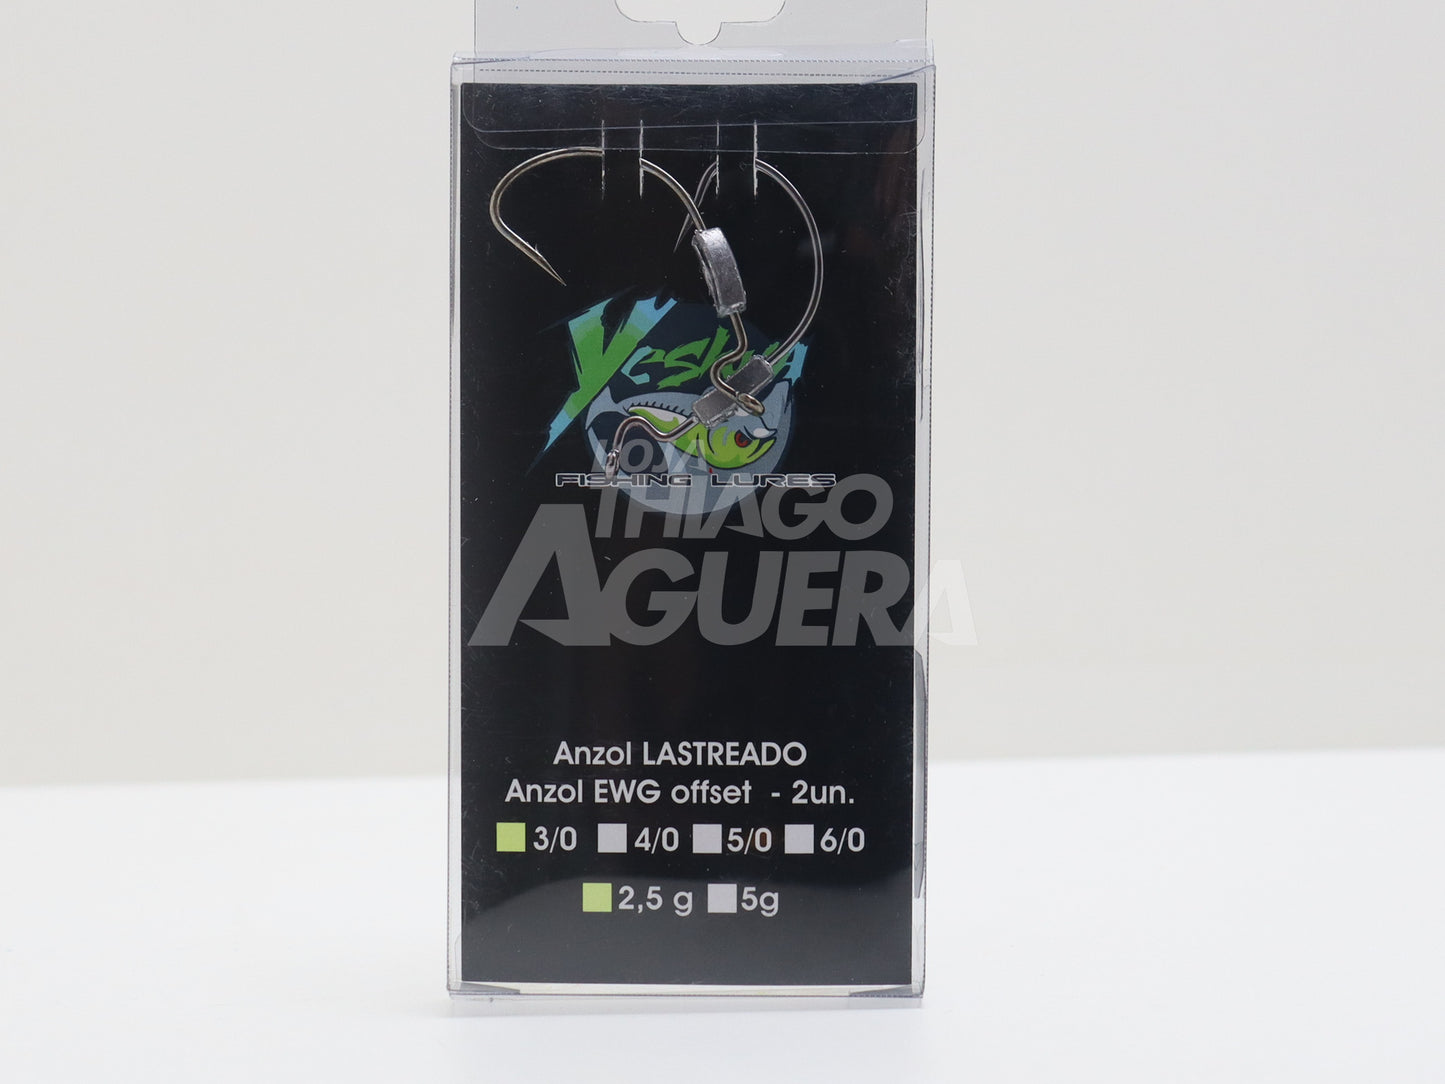 Yeshua
FISHING LURES
LOJA
THIAGO
AGUERA
Anzol LASTREADO
Anzol EWG offset - 2un.
3/0 4/0 5/0 6/0
2,5 g 5g